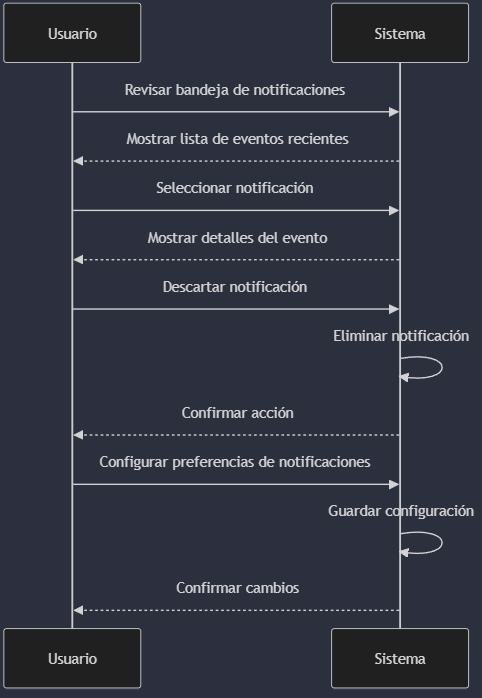 Usuario
Sistema
Revisar bandeja de notificaciones
Mostrar lista de eventos recientes
Seleccionar notificación
Mostrar detalles del evento
Descartar notificación
Eliminar notificación
Confirmar acción
Configurar preferencias de notificaciones
Guardar configuración
Confirmar cambios
Usuario
Sistema